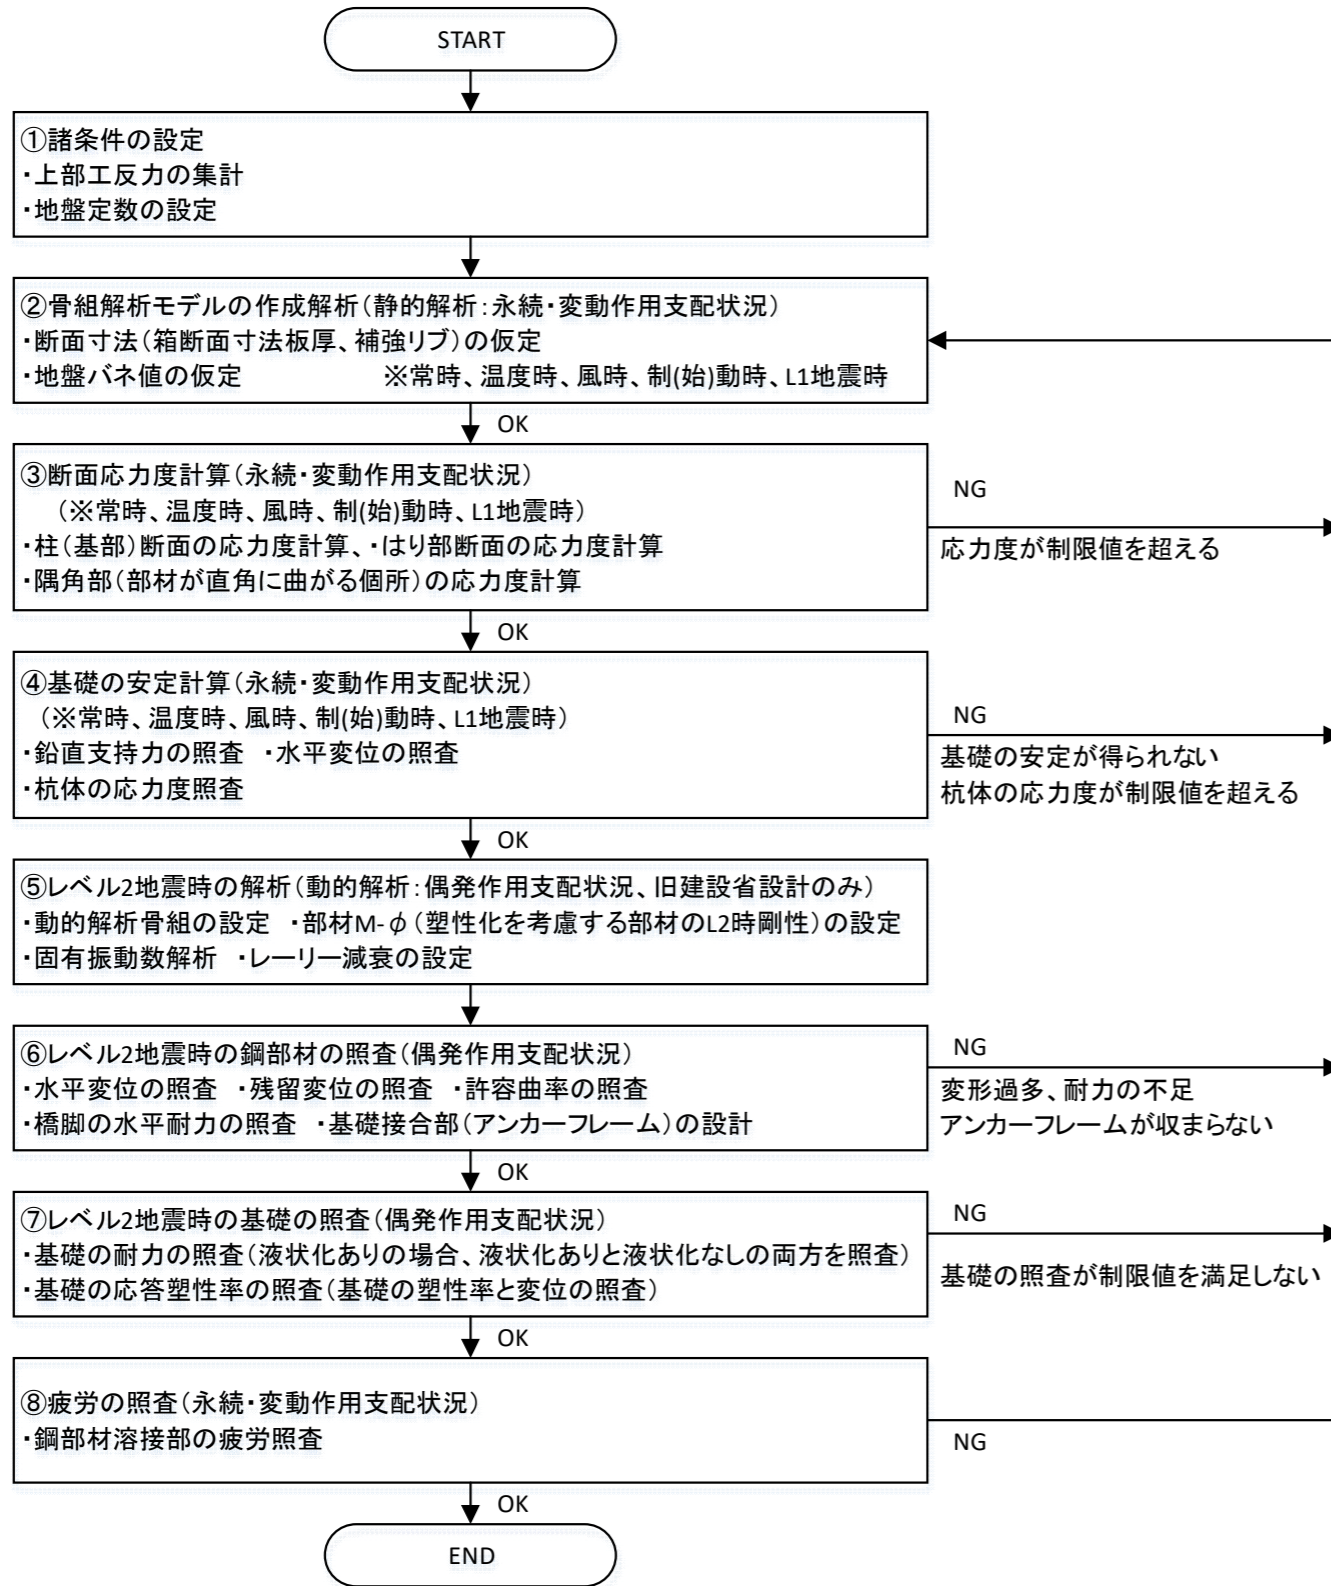 START
①諸条件の設定
・上部工反力の集計
・地盤定数の設定
②骨組解析モデルの作成解析(静的解析:永続・変動作用支配状況)
・断面寸法(箱断面寸法板厚、補強リブ)の仮定
・地盤バネ値の仮定　　　　　※常時、温度時、風時、制(始)動時、L1地震時
OK
③断面応力度計算(永続・変動作用支配状況)
(※常時、温度時、風時、制(始)動時、L1地震時)
・柱(基部)断面の応力度計算、・はり部断面の応力度計算
・隅角部(部材が直角に曲がる個所)の応力度計算
NG
応力度が制限値を超える
OK
④基礎の安定計算(永続・変動作用支配状況)
(※常時、温度時、風時、制(始)動時、L1地震時)
・鉛直支持力の照査　・水平変位の照査
・杭体の応力度照査
NG
基礎の安定が得られない
杭体の応力度が制限値を超える
OK
⑤レベル2地震時の解析(動的解析:偶発作用支配状況、旧建設省設計のみ)
・動的解析骨組の設定　・部材M-φ(塑性化を考慮する部材のL2時剛性)の設定
・固有振動数解析　・レーリー減衰の設定
⑥レベル2地震時の鋼部材の照査(偶発作用支配状況)
・水平変位の照査　・残留変位の照査　・許容曲率の照査
・橋脚の水平耐力の照査　・基礎接合部(アンカーフレーム)の設計
NG
変形過多、耐力の不足
アンカーフレームが収まらない
OK
⑦レベル2地震時の基礎の照査(偶発作用支配状況)
・基礎の耐力の照査(液状化ありの場合、液状化ありと液状化なしの両方を照査)
・基礎の応答塑性率の照査(基礎の塑性率と変位の照査)
NG
基礎の照査が制限値を満足しない
OK
⑧疲労の照査(永続・変動作用支配状況)
・鋼部材溶接部の疲労照査
NG
OK
END